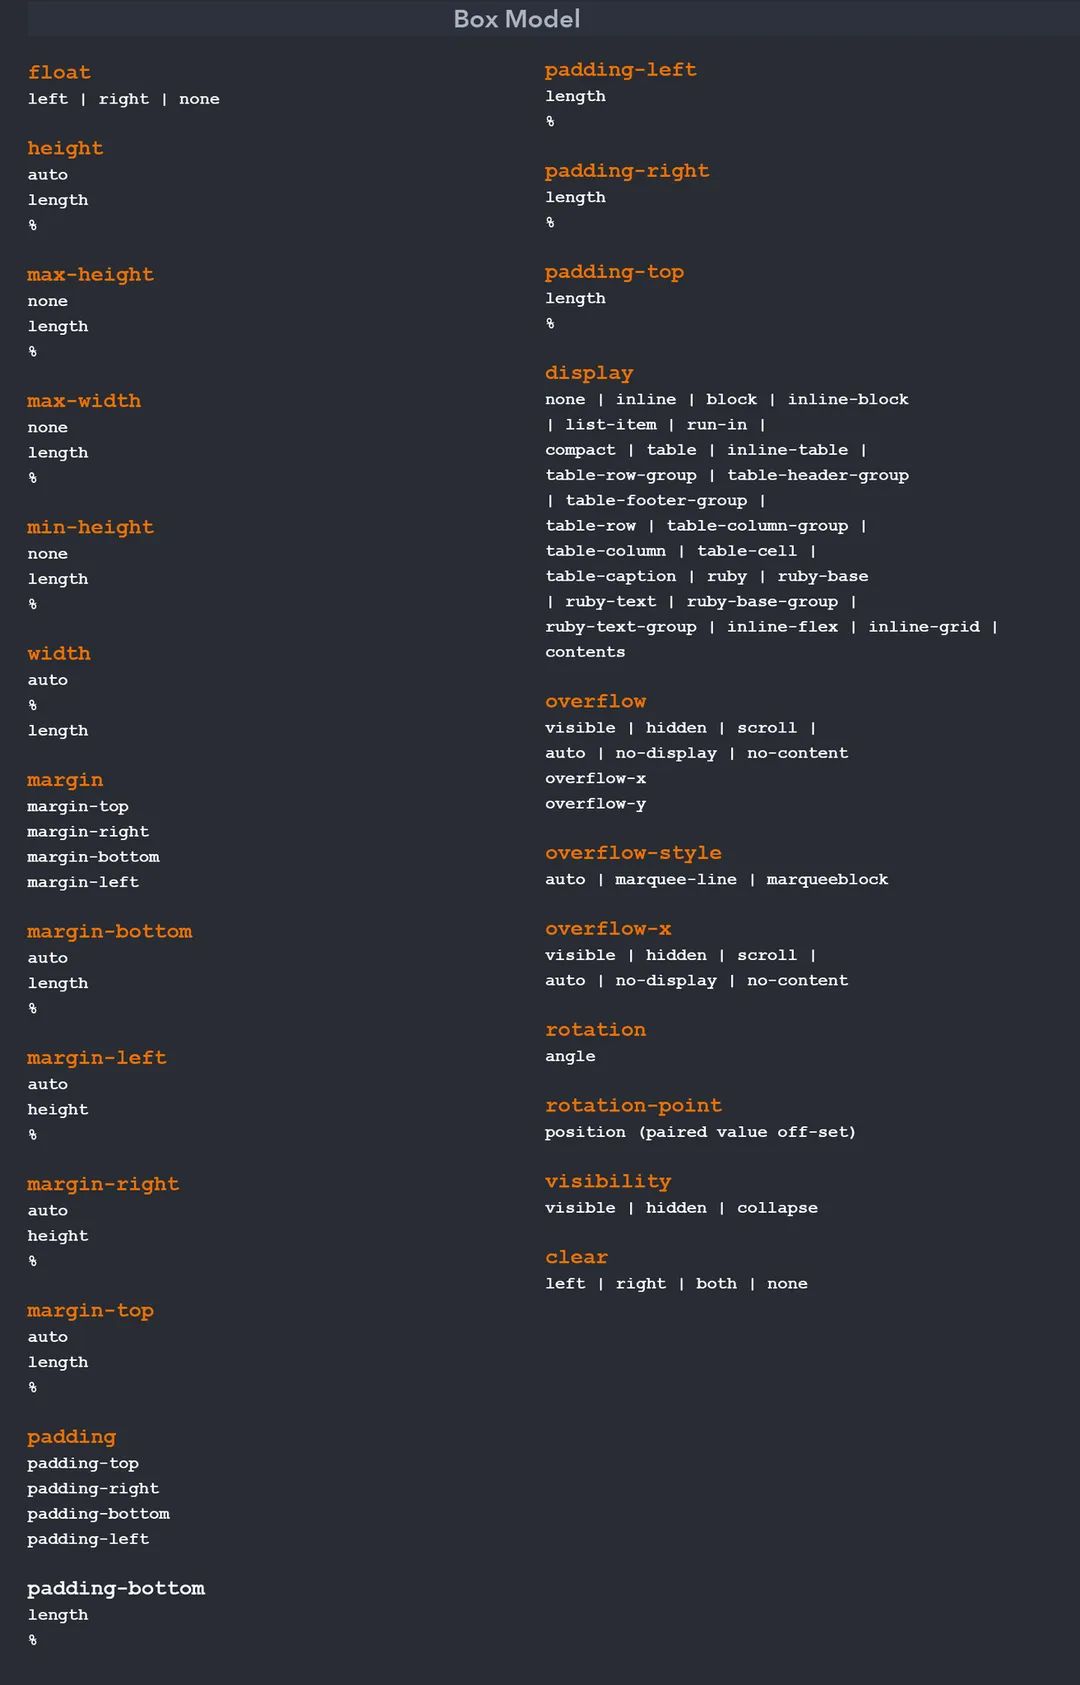 Box Model
float
left | right | none
height
auto
length
%
max-height
none
length
%
max-width
none
length
%
min-height
none
length
%
width
auto
%
length
margin
margin-top
margin-right
margin-bottom
margin-left
margin-bottom
auto
length
%
margin-left
auto
height
%
margin-right
auto
height
%
margin-top
auto
length
%
padding
padding-top
padding-right
padding-bottom
padding-left
padding-bottom
length
%
padding-left
length
%
padding-right
length
%
padding-top
length
%
display
none | inline | block | inline-block
| list-item | run-in |
compact | table | inline-table |
table-row-group | table-header-group
| table-footer-group |
table-row | table-column-group |
table-column | table-cell |
table-caption | ruby | ruby-base
| ruby-text | ruby-base-group |
ruby-text-group | inline-flex | inline-grid |
contents
overflow
visible | hidden | scroll |
auto | no-display | no-content
overflow-x
overflow-y
overflow-style
auto | marquee-line | marqueeblock
overflow-x
visible | hidden | scroll |
auto | no-display | no-content
rotation
angle
rotation-point
position (paired value off-set)
visibility
visible | hidden | collapse
clear
left | right | both | none